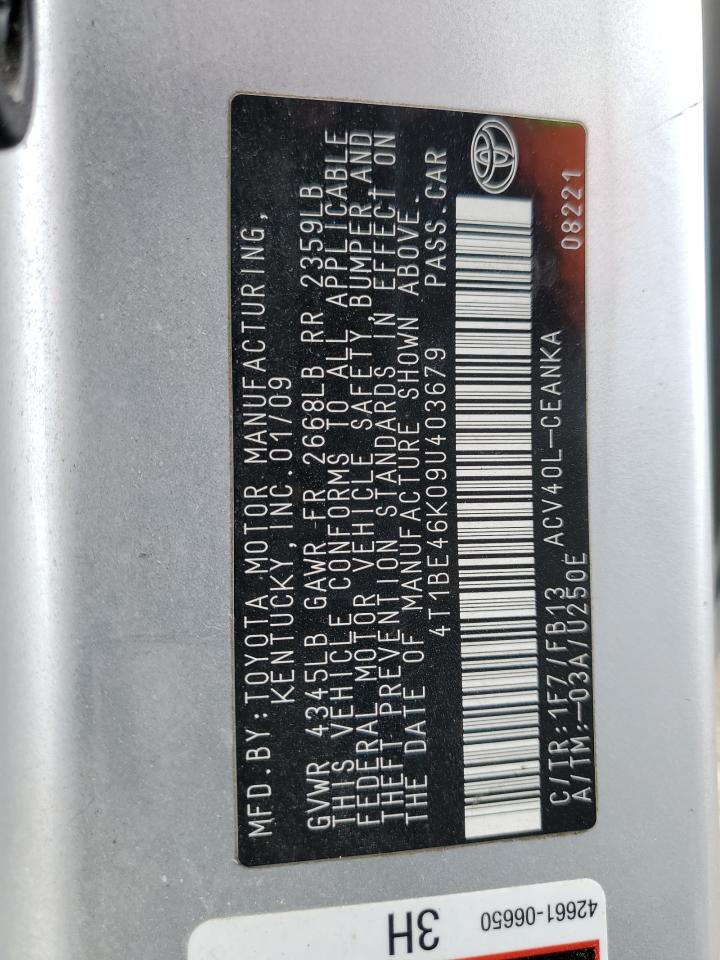 MFD.BY:TOYOTA MOTOR MANUFACTURING,
KENTUCKY,INC.01/09
GVWR 4345LB GAWR FR 2668LB RR 2359LB
THIS VEHICLE CONFORMS TO ALL APPLICABLE
FEDERAL MOTOR VEHICLE SAFETY,BUMPER,AND
THEFT PREVENTION STANDARDS IN EFFECT ON
THE DATE OF MANUFACTURE SHOWN ABOVE.
4T1BE46K09U403679 PASS.CAR
08221
C/TR:1F7/FB13 ACV40L-CEANKA
A/TM:-03A/U250E
42661-06650
3H